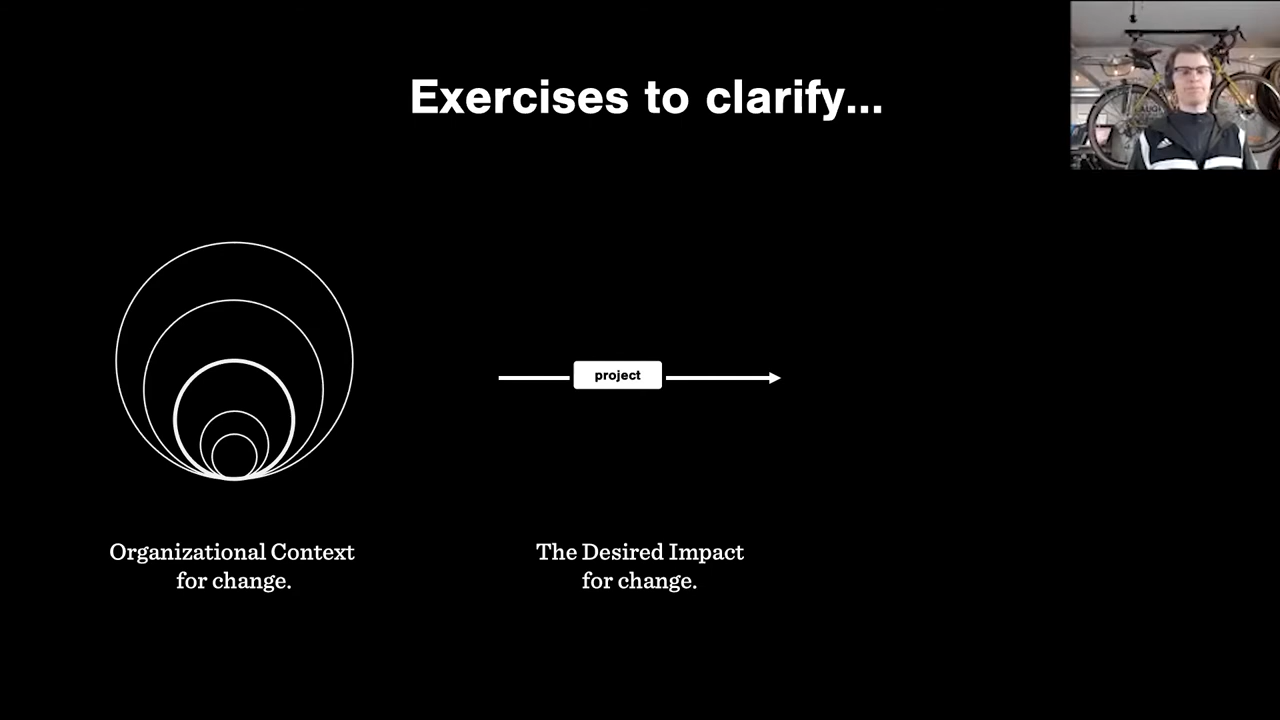 Exercises to clarify...
project
Organizational Context
for change.
The Desired Impact
for change.